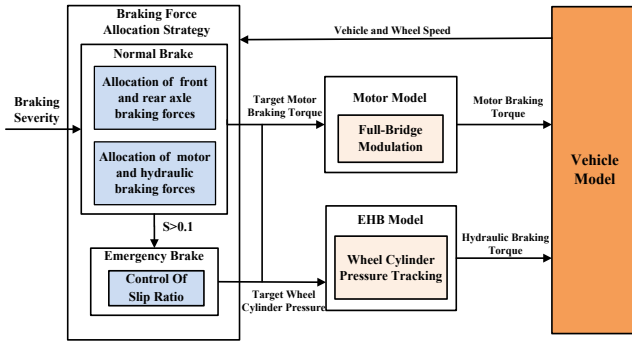 Braking Force
Allocation Strategy
Normal Brake
Allocation of front
and rear axle
braking forces
Allocation of motor
and hydraulic
braking forces
Braking
Severity
S>0.1
Emergency Brake
Control Of
Slip Ratio
Vehicle and Wheel Speed
Target Motor
Braking Torque
Motor Model
Full-Bridge
Modulation
Motor Braking
Torque
Target Wheel
Cylinder Pressure
EHB Model
Wheel Cylinder
Pressure Tracking
Hydraulic Braking
Torque
Vehicle
Model